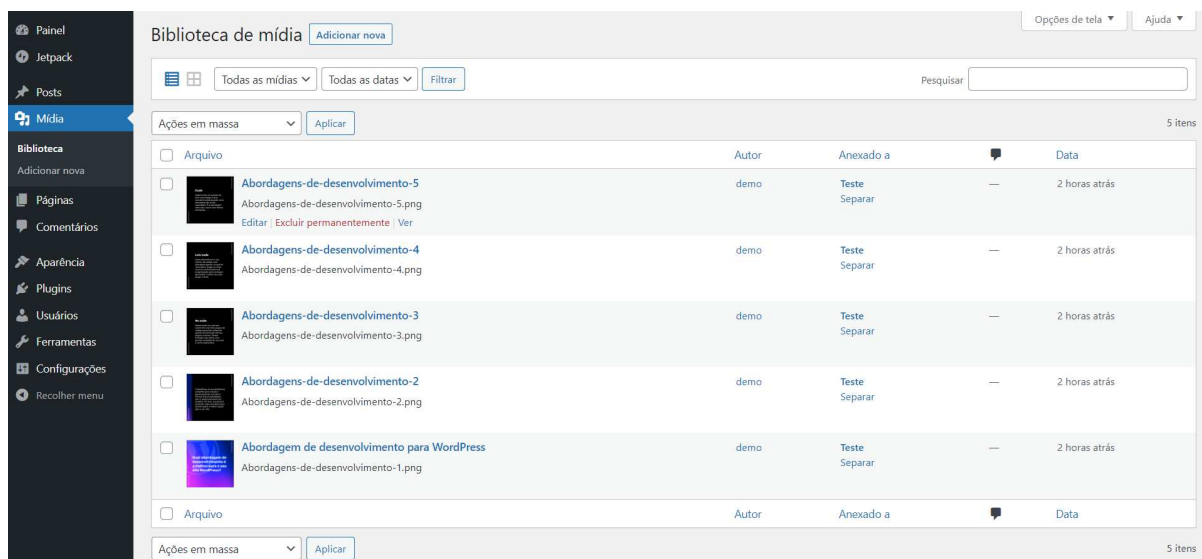 Painel
Jetpack
Posts
Mídia
Biblioteca
Adicionar nova
Páginas
Comentários
Aparência
Plugins
Usuários
Ferramentas
Configurações
Recolher menu
Opções de tela Ajuda
Biblioteca de mídia Adicionar nova
Todas as mídias Todas as datas Filtrar Pesquisar
Ações em massa Aplicar 5 itens
Arquivo Autor Anexado a Data
Abordagens-de-desenvolvimento-5 demo Teste — 2 horas atrás
Abordagens-de-desenvolvimento-5.png Separar
Editar | Excluir permanentemente | Ver
Abordagens-de-desenvolvimento-4 demo Teste — 2 horas atrás
Abordagens-de-desenvolvimento-4.png Separar
Abordagens-de-desenvolvimento-3 demo Teste — 2 horas atrás
Abordagens-de-desenvolvimento-3.png Separar
Abordagens-de-desenvolvimento-2 demo Teste — 2 horas atrás
Abordagens-de-desenvolvimento-2.png Separar
Abordagem de desenvolvimento para WordPress demo Teste — 2 horas atrás
Abordagens-de-desenvolvimento-1.png Separar
Arquivo Autor Anexado a Data
Ações em massa Aplicar 5 itens